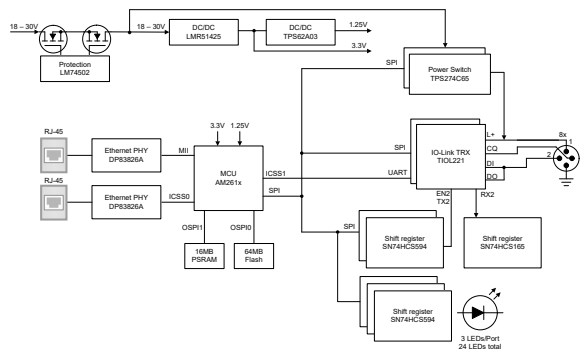 18 – 30V
18 – 30V
DC/DC
LMR51425
DC/DC
TPS62A03
1.25V
3.3V
Protection
LM74502
SPI
Power Switch
TPS274C65
3.3V
1.25V
RJ-45
Ethernet PHY
DP83826A
MII
MCU
AM261x
ICSS1
SPI
SPI
UART
IO-Link TRX
TIOL221
L+
CQ
DI
DO
8x
1
2
RJ-45
Ethernet PHY
DP83826A
ICSS0
EN2
TX2
RX2
OSPI1
OSPI0
16MB
PSRAM
64MB
Flash
SPI
Shift register
SN74HCS594
Shift register
SN74HCS165
Shift register
SN74HCS594
3 LEDs/Port
24 LEDs total